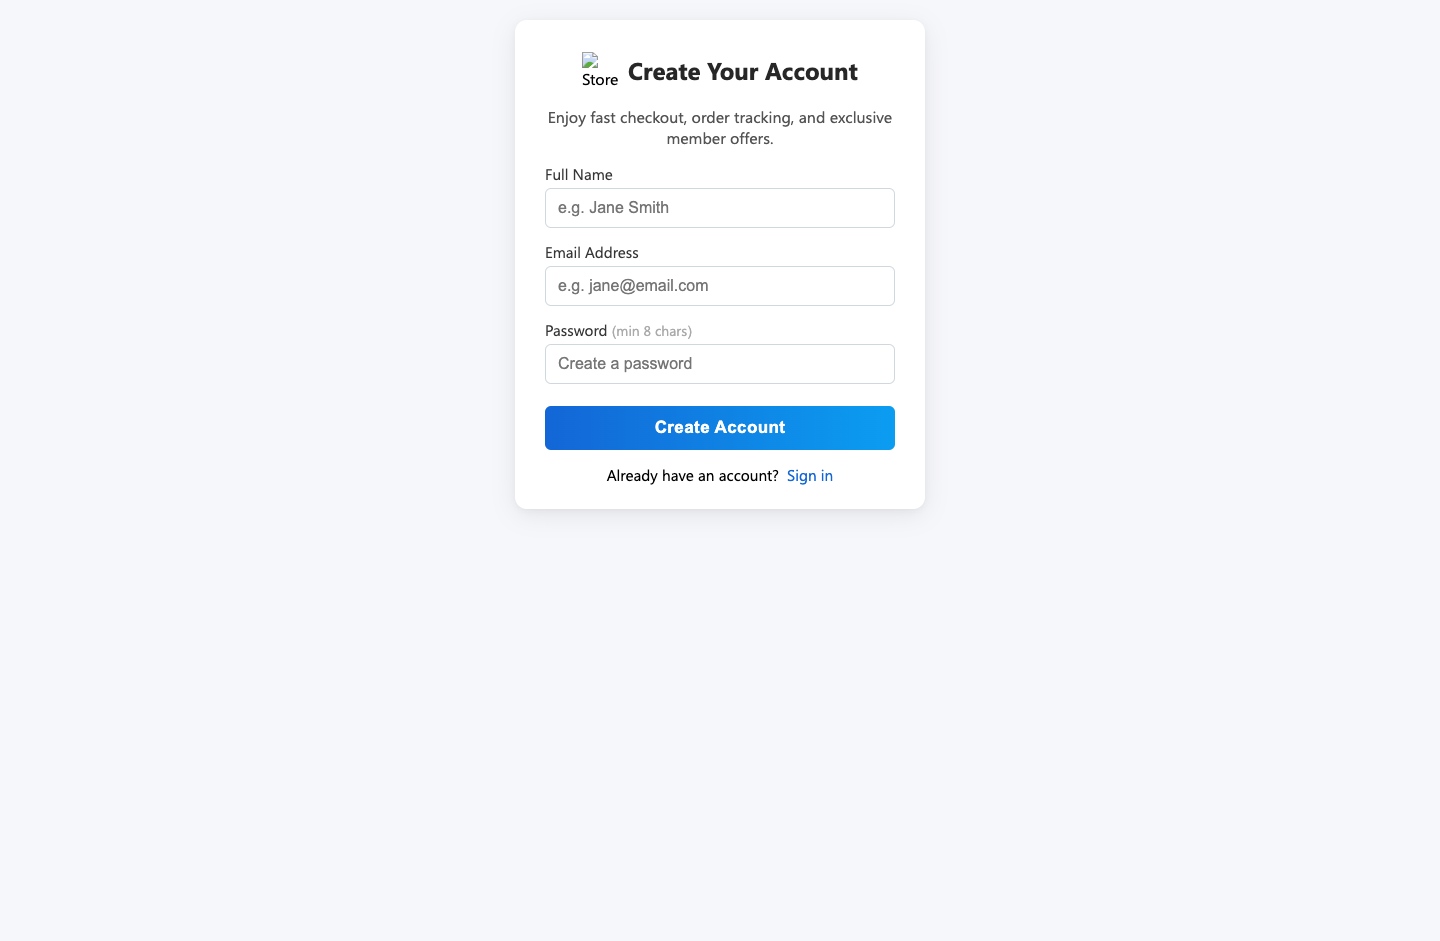 Store
Create Your Account
Enjoy fast checkout, order tracking, and exclusive
member offers.
Full Name
e.g. Jane Smith
Email Address
e.g. jane@email.com
Password (min 8 chars)
Create a password
Create Account
Already have an account? Sign in